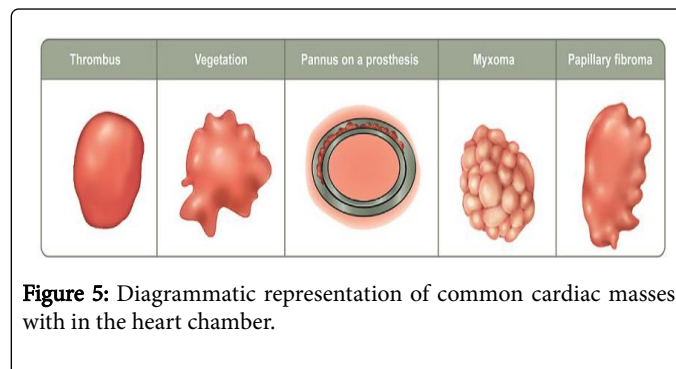 Thrombus Vegetation Pannus on a prosthesis Myxoma Papillary fibroma
Figure 5: Diagrammatic representation of common cardiac masses
with in the heart chamber.